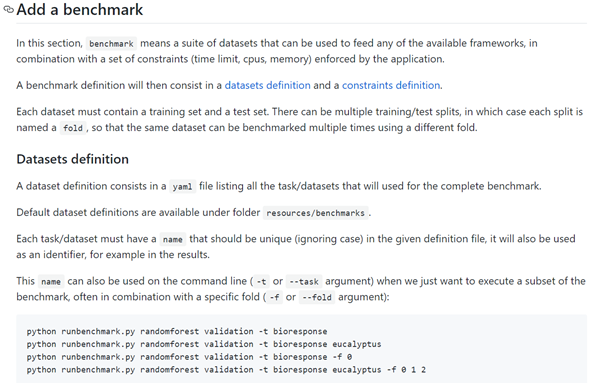 Add a benchmark
In this section, benchmark means a suite of datasets that can be used to feed any of the available frameworks, in
combination with a set of constraints (time limit, cpus, memory) enforced by the application.
A benchmark definition will then consist in a datasets definition and a constraints definition.
Each dataset must contain a training set and a test set. There can be multiple training/test splits, in which case each split is
named a fold, so that the same dataset can be benchmarked multiple times using a different fold.
Datasets definition
A dataset definition consists in a yaml file listing all the task/datasets that will used for the complete benchmark.
Default dataset definitions are available under folder resources/benchmarks.
Each task/dataset must have a name that should be unique (ignoring case) in the given definition file, it will also be used
as an identifier, for example in the results.
This name can also be used on the command line (-t or --task argument) when we just want to execute a subset of the
benchmark, often in combination with a specific fold (-f or --fold argument):
python runbenchmark.py randomforest validation -t bioresponse
python runbenchmark.py randomforest validation -t bioresponse eucalyptus
python runbenchmark.py randomforest validation -t bioresponse -f 0
python runbenchmark.py randomforest validation -t bioresponse eucalyptus -f 0 1 2